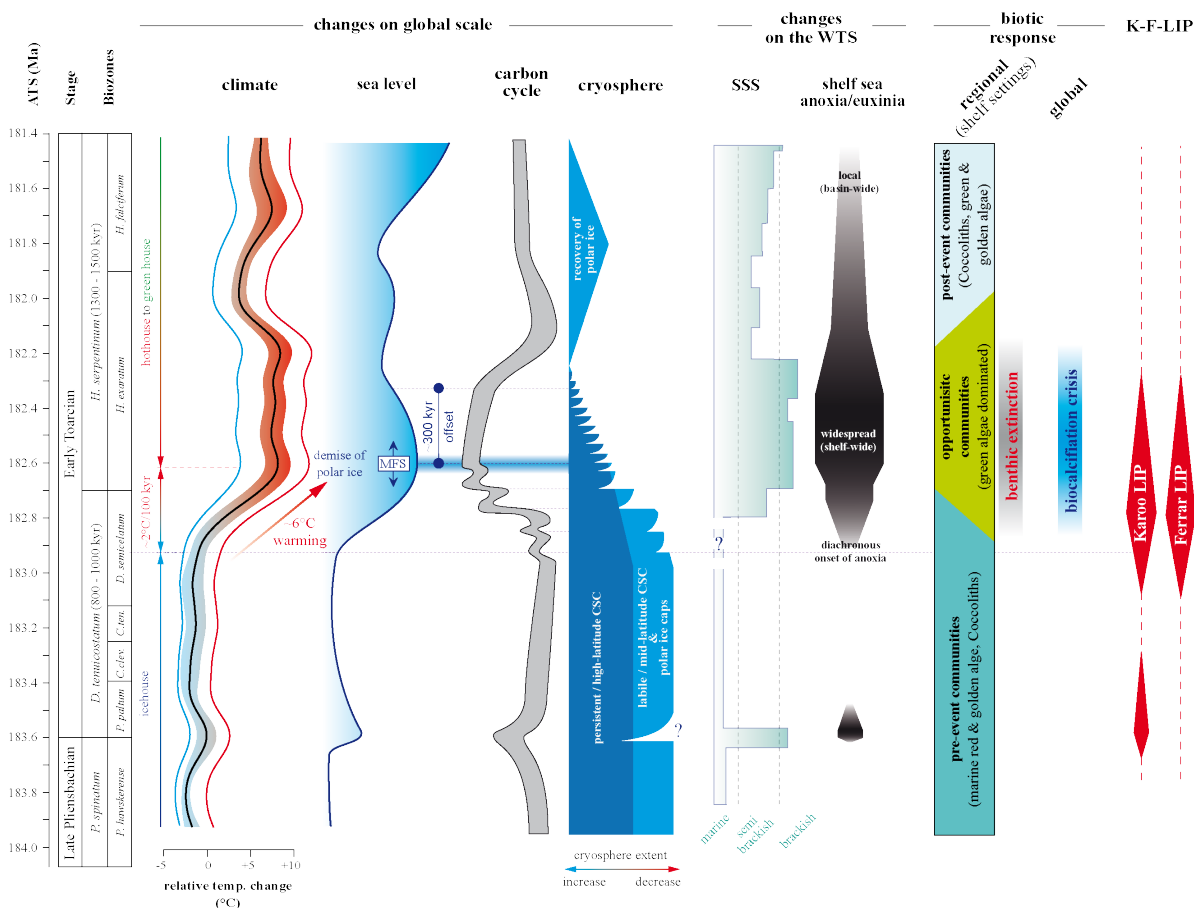 changes on global scale
changes
on the WTS
biotic
response
K-F-LIP
ATS (Ma)
Stage
Biozones
climate
sea level
carbon
cycle
cryosphere
SSS
shelf sea
anoxia/euxinia
regional
(shelf settings)
global
181.4
181.6
181.8
182.0
182.2
182.4
182.6
182.8
183.0
183.2
183.4
183.6
183.8
184.0
Early Toarcian
Late Pliensbachian
H. serpentinum (1300 - 1500 kyr)
D. tenuicostatum (800 - 1000 kyr)
P. spinatum
H. falciferum
H. exaratum
D. semicelatum
C.ten.
C.clev.
P. paltum
P. hawskerense
hothouse to green house
~2°C/100 kyr
icehouse
~6°C
warming
demise of
polar ice
MFS
~300 kyr
offset
recovery of
polar ice
persistent / high-latitude CSC
labile / mid-latitude CSC
&
polar ice caps
?
?
local
(basin-wide)
widespread
(shelf-wide)
diachronous
onset of anoxia
post-event communities
(Coccoliths, green &
golden algae)
opportunisitc
communities
(green algae dominated)
pre-event communities
(marine red & golden alge, Coccoliths)
benthic extinction
biocalcifiation crisis
Karoo LIP
Ferrar LIP
marine
semi
brackish
brackish
-5
0
+5
+10
relative temp. change
(°C)
cryosphere extent
increase
decrease